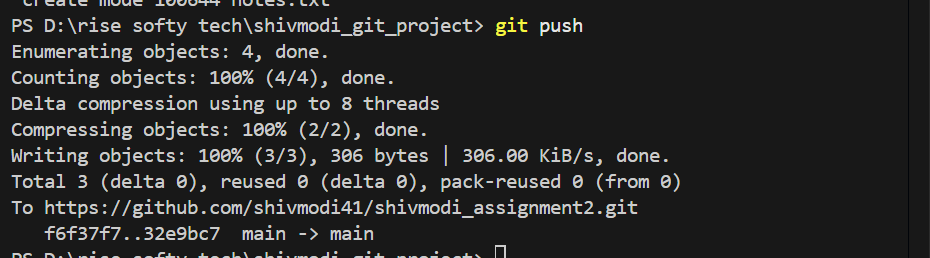 create mode 100644 notes.txt
PS D:\rise softy tech\shivmodi_git_project> git push
Enumerating objects: 4, done.
Counting objects: 100% (4/4), done.
Delta compression using up to 8 threads
Compressing objects: 100% (2/2), done.
Writing objects: 100% (3/3), 306 bytes | 306.00 KiB/s, done.
Total 3 (delta 0), reused 0 (delta 0), pack-reused 0 (from 0)
To https://github.com/shivmodi41/shivmodi_assignment2.git
   f6f37f7..32e9bc7  main -> main
PS D:\rise softy tech\shivmodi_git_project>